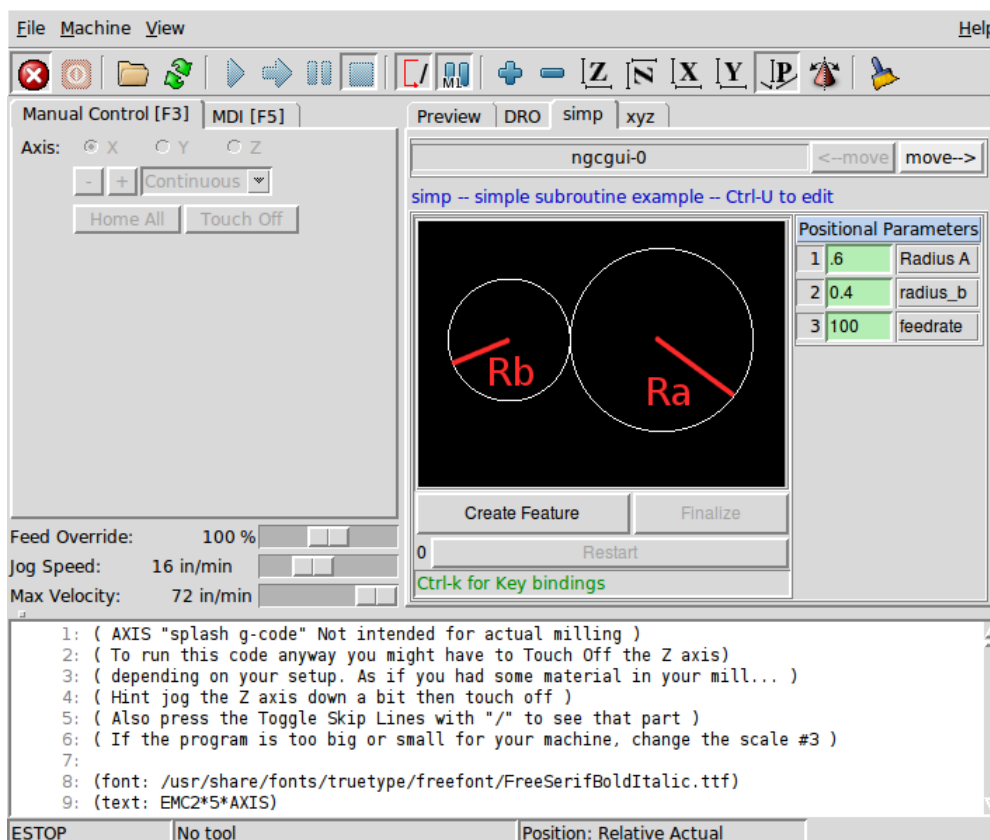 File Machine View Help
M1 Z N X Y P
Manual Control [F3] MDI [F5]
Preview DRO simp xyz
Axis: X Y Z
- + Continuous
Home All Touch Off
ngcgui-0 <--move move-->
simp -- simple subroutine example -- Ctrl-U to edit
Rb Ra
Positional Parameters
1 .6 Radius A
2 0.4 radius_b
3 100 feedrate
Create Feature Finalize
0 Restart
Ctrl-k for Key bindings
Feed Override: 100 %
Jog Speed: 16 in/min
Max Velocity: 72 in/min
1: ( AXIS "splash g-code" Not intended for actual milling )
2: ( To run this code anyway you might have to Touch Off the Z axis)
3: ( depending on your setup. As if you had some material in your mill... )
4: ( Hint jog the Z axis down a bit then touch off )
5: ( Also press the Toggle Skip Lines with "/" to see that part )
6: ( If the program is too big or small for your machine, change the scale #3 )
7:
8: (font: /usr/share/fonts/truetype/freefont/FreeSerifBoldItalic.ttf)
9: (text: EMC2*5*AXIS)
ESTOP No tool Position: Relative Actual